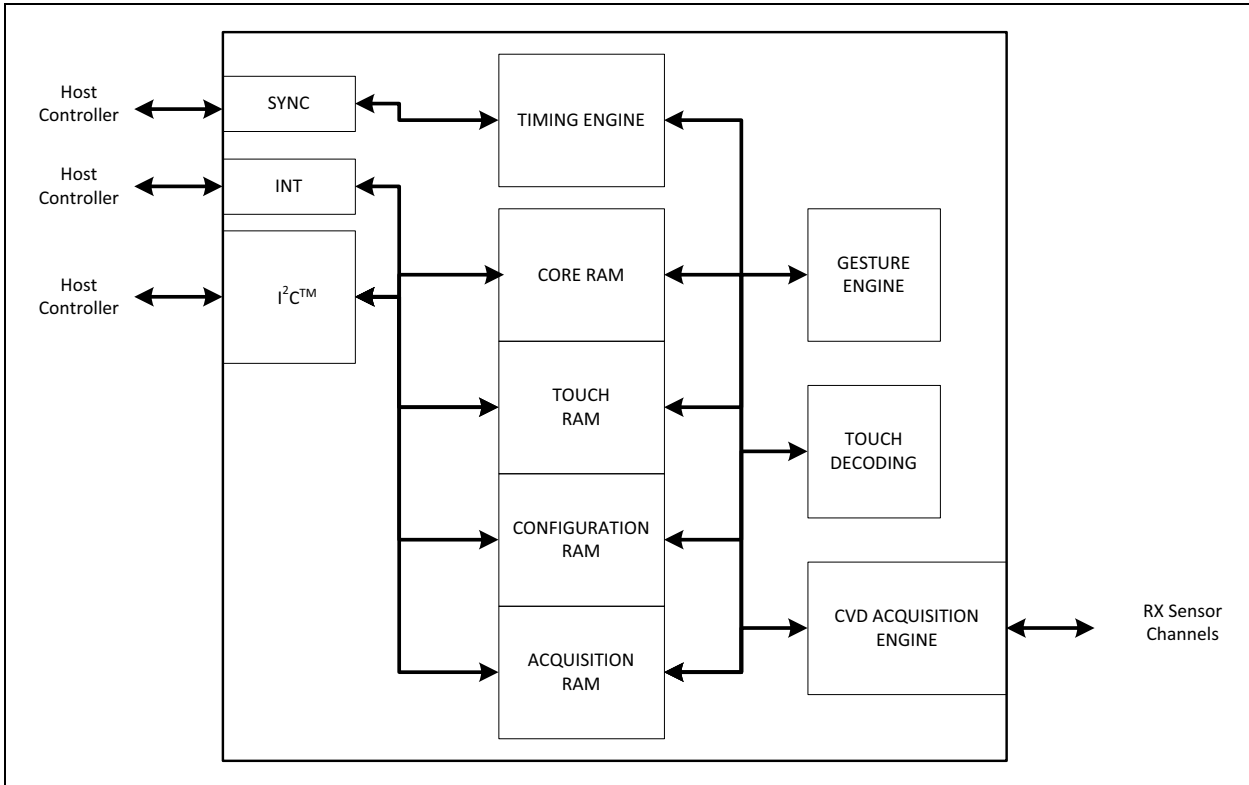 Host
Controller
SYNC
TIMING ENGINE
Host
Controller
INT
Host
Controller
I²C™
CORE RAM
GESTURE
ENGINE
TOUCH
RAM
TOUCH
DECODING
CONFIGURATION
RAM
CVD ACQUISITION
ENGINE
RX Sensor
Channels
ACQUISITION
RAM